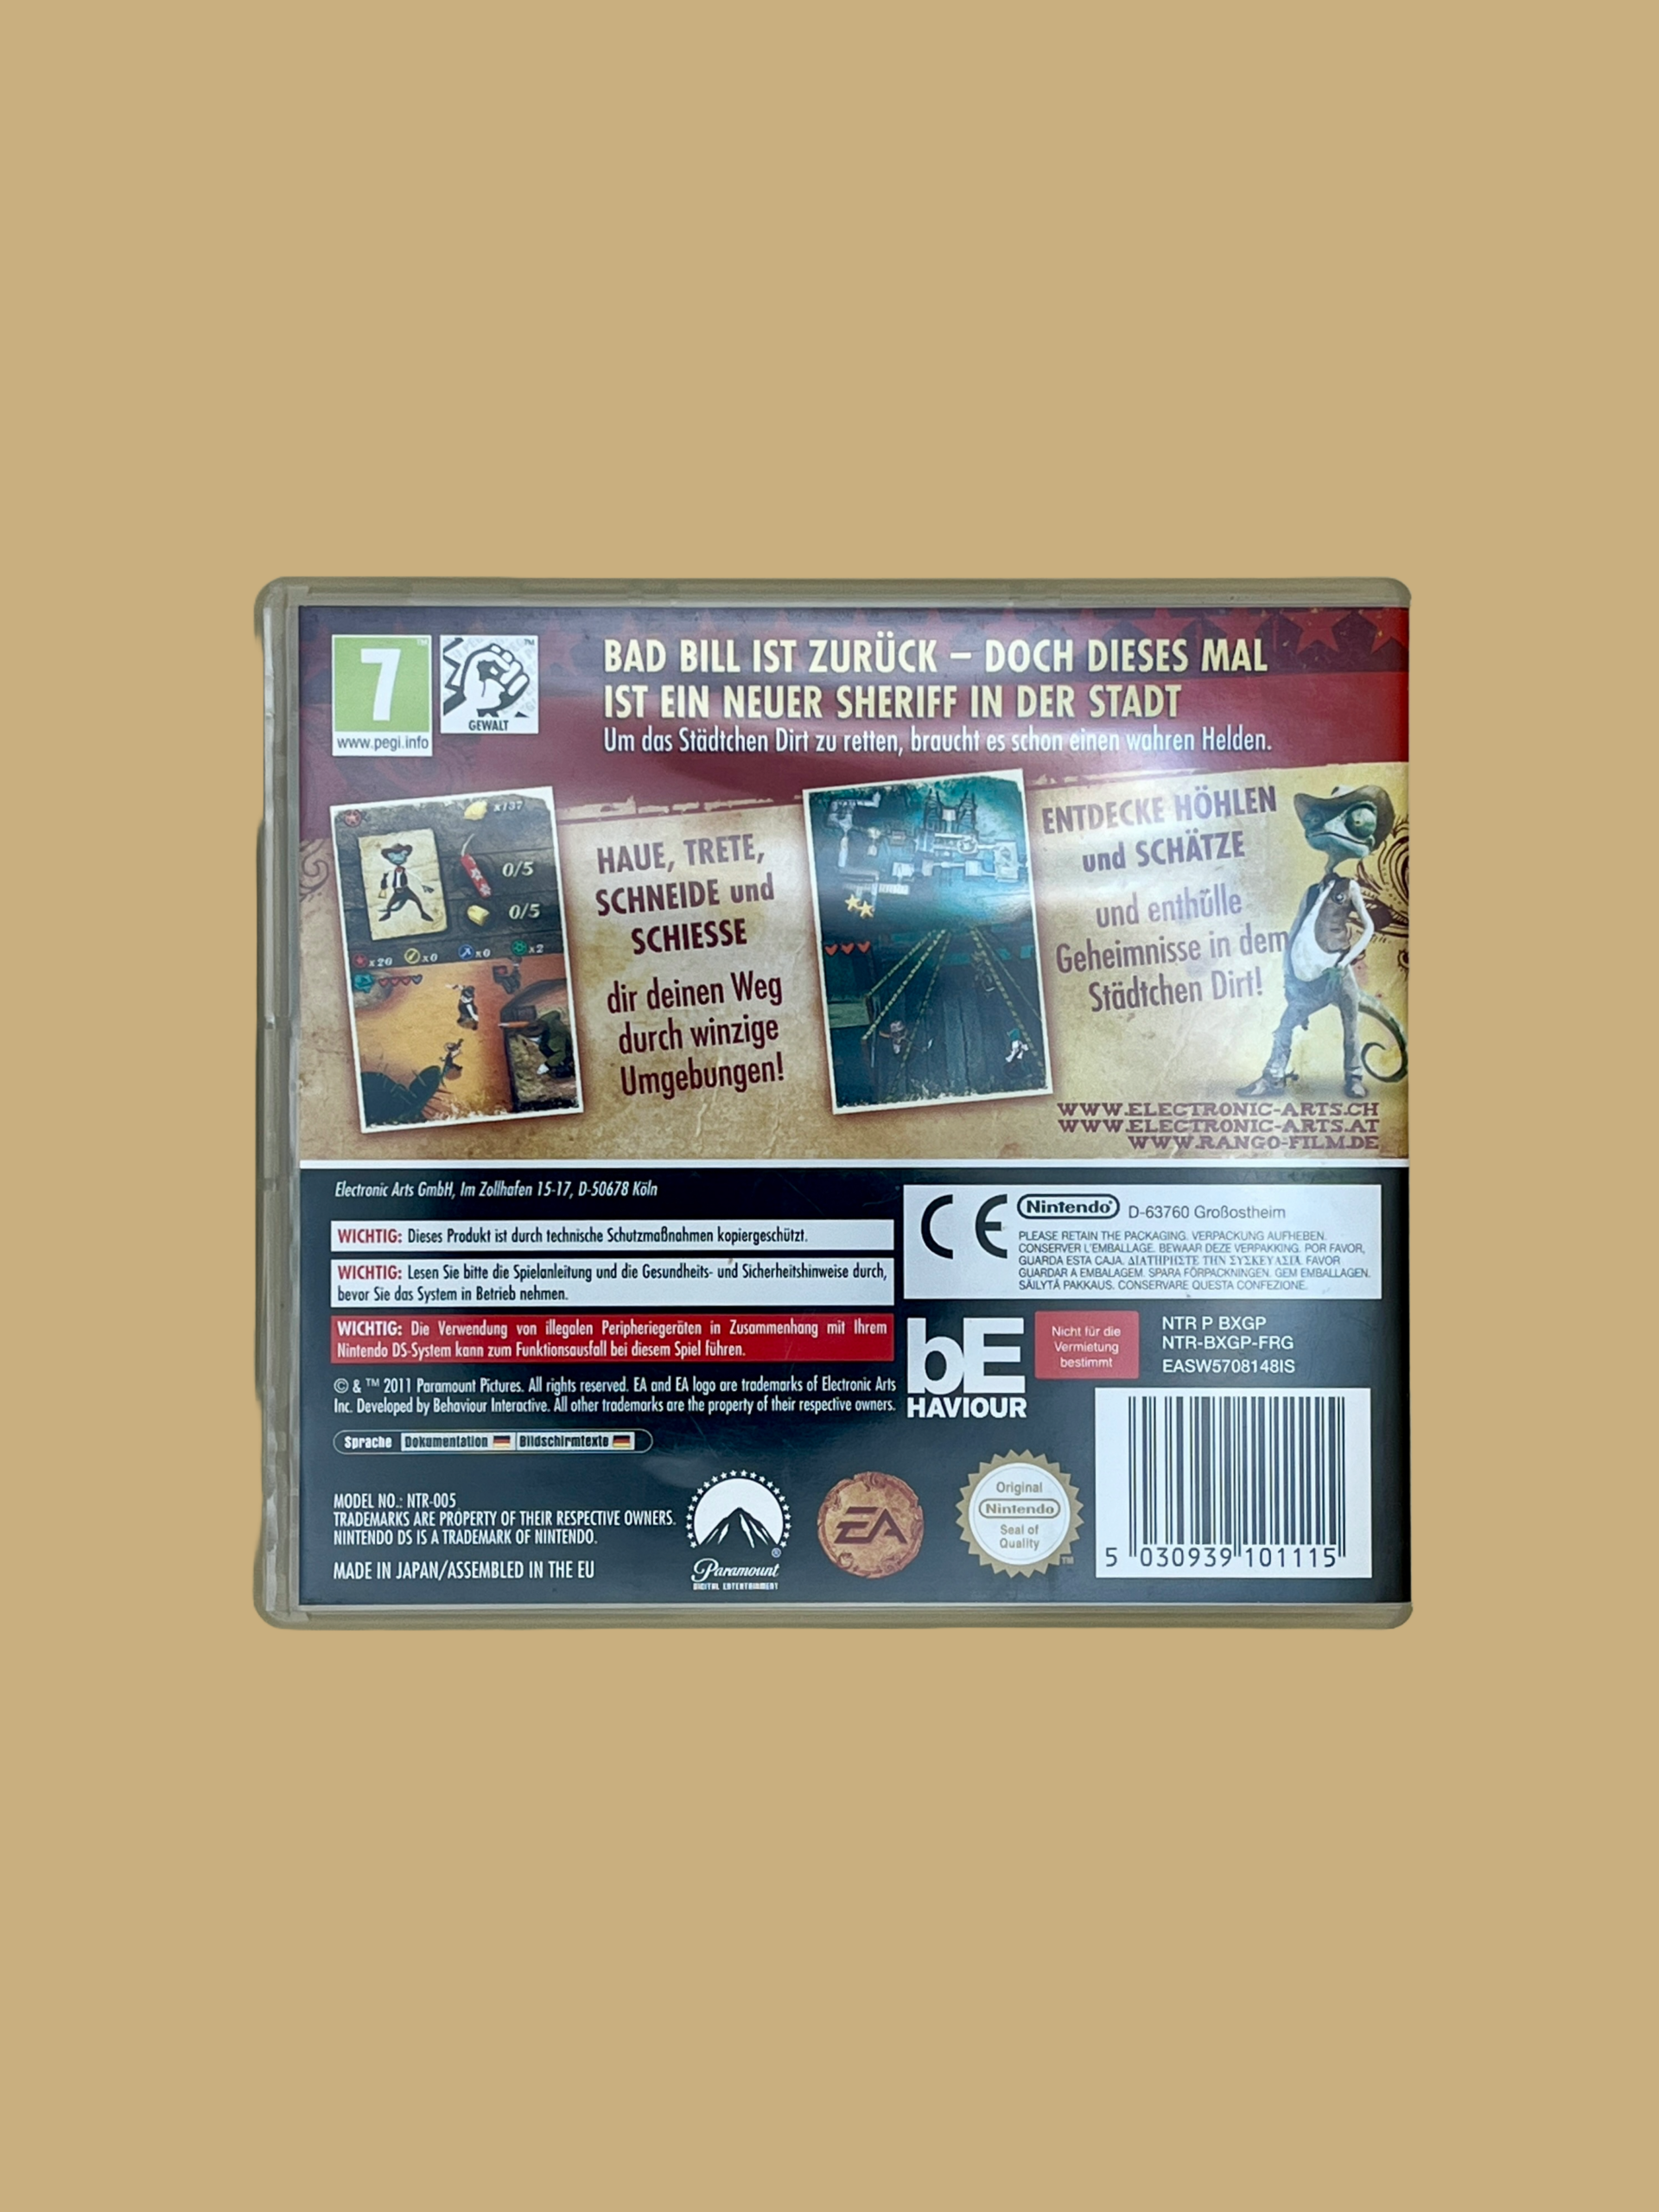 7
www.pegi.info
GEWALT
BAD BILL IST ZURÜCK – DOCH DIESES MAL
IST EIN NEUER SHERIFF IN DER STADT
Um das Städtchen Dirt zu retten, braucht es schon einen wahren Helden.
x137
0/5
0/5
x20
x0
x0
x2
HAUE, TRETE,
SCHNEIDE und
SCHIESSE
dir deinen Weg
durch winzige
Umgebungen!
ENTDECKE HÖHLEN
und SCHÄTZE
und enthülle
Geheimnisse in dem
Städtchen Dirt!
WWW.ELECTRONIC-ARTS.CH
WWW.ELECTRONIC-ARTS.AT
WWW.RANGO-FILM.DE
Electronic Arts GmbH, Im Zollhafen 15-17, D-50678 Köln
WICHTIG: Dieses Produkt ist durch technische Schutzmaßnahmen kopiergeschützt.
WICHTIG: Lesen Sie bitte die Spielanleitung und die Gesundheits- und Sicherheitshinweise durch,
bevor Sie das System in Betrieb nehmen.
WICHTIG: Die Verwendung von illegalen Peripheriegeräten in Zusammenhang mit Ihrem
Nintendo DS-System kann zum Funktionsausfall bei diesem Spiel führen.
© & ™ 2011 Paramount Pictures. All rights reserved. EA and EA logo are trademarks of Electronic Arts
Inc. Developed by Behaviour Interactive. All other trademarks are the property of their respective owners.
Sprache Dokumentation Bildschirmtexte
MODEL NO.: NTR-005
TRADEMARKS ARE PROPERTY OF THEIR RESPECTIVE OWNERS.
NINTENDO DS IS A TRADEMARK OF NINTENDO.
MADE IN JAPAN/ASSEMBLED IN THE EU
CE
Nintendo® D-63760 Großostheim
PLEASE RETAIN THE PACKAGING. VERPACKUNG AUFHEBEN.
CONSERVER L'EMBALLAGE. BEWAAR DEZE VERPAKKING. POR FAVOR,
GUARDA ESTA CAJA. ΔΙΑΤΗΡΗΣΤΕ ΤΗΝ ΣΥΣΚΕΥΑΣΙΑ. FAVOR
GUARDAR A EMBALAGEM. SPARA FÖRPACKNINGEN. GEM EMBALLAGEN.
SÄILYTÄ PAKKAUS. CONSERVARE QUESTA CONFEZIONE.
bE
HAVIOUR
Nicht für die
Vermietung
bestimmt
NTR P BXGP
NTR-BXGP-FRG
EASW5708148IS
Paramount ®
DIGITAL ENTERTAINMENT
EA
Original
Nintendo
Seal of
Quality
TM
5 030939 101115